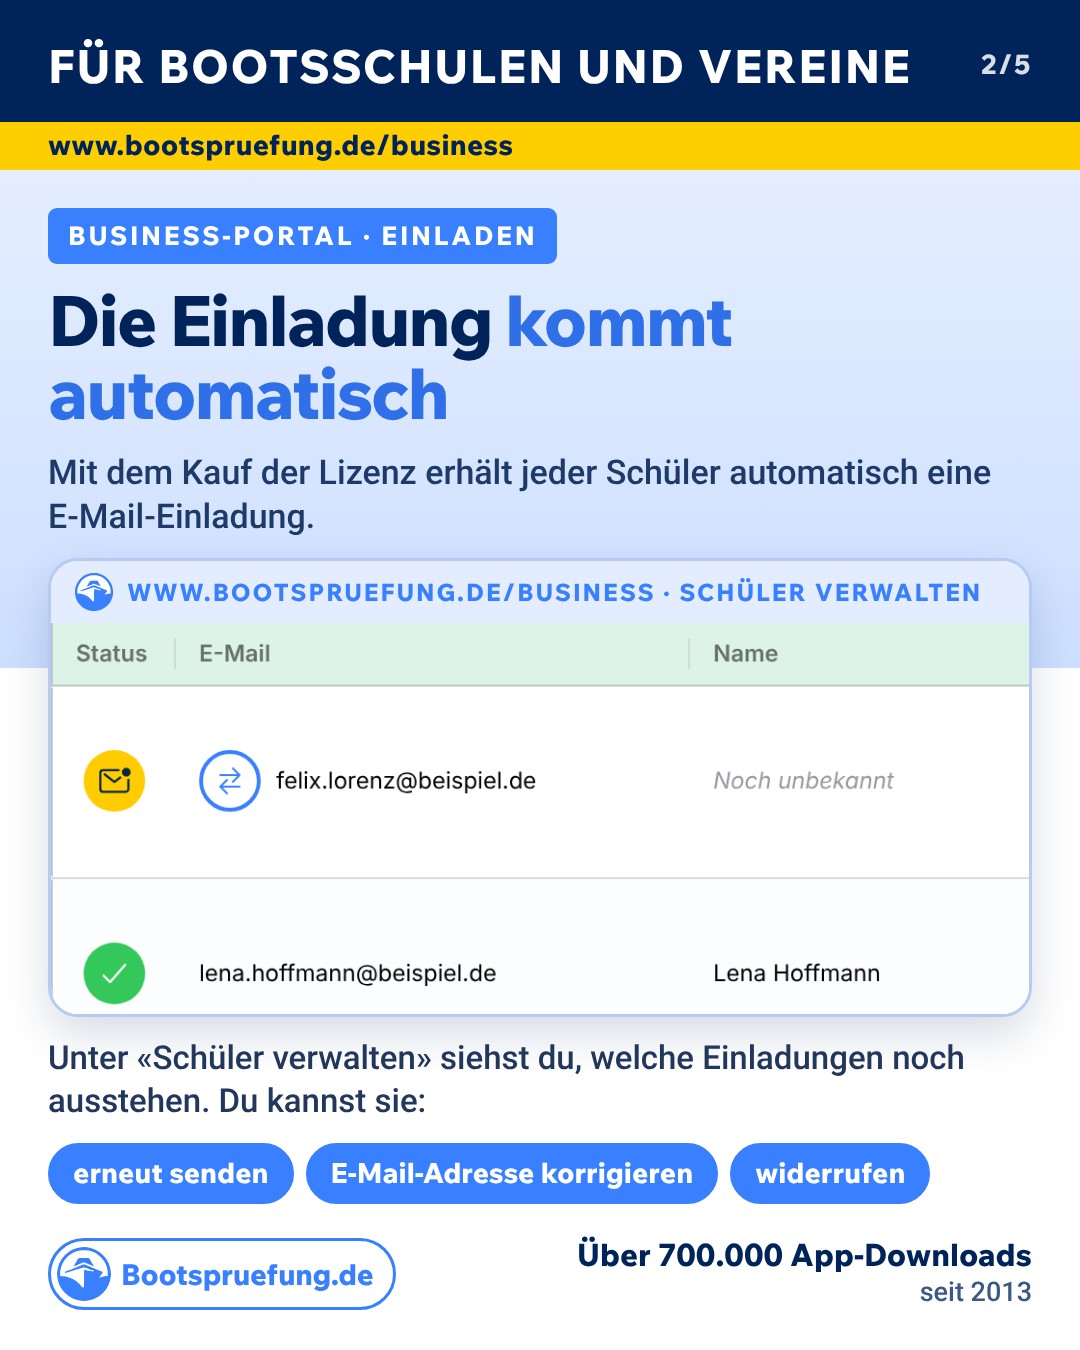 FÜR BOOTSSCHULEN UND VEREINE
2/5
www.bootspruefung.de/business
BUSINESS-PORTAL · EINLADEN
Die Einladung kommt
automatisch
Mit dem Kauf der Lizenz erhält jeder Schüler automatisch eine
E-Mail-Einladung.
WWW.BOOTSPRUEFUNG.DE/BUSINESS · SCHÜLER VERWALTEN
Status E-Mail Name
felix.lorenz@beispiel.de Noch unbekannt
lena.hoffmann@beispiel.de Lena Hoffmann
Unter «Schüler verwalten» siehst du, welche Einladungen noch
ausstehen. Du kannst sie:
erneut senden E-Mail-Adresse korrigieren widerrufen
Bootspruefung.de
Über 700.000 App-Downloads
seit 2013